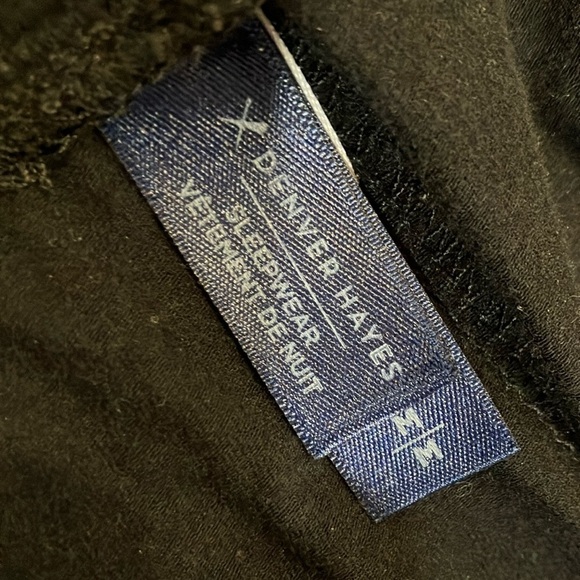 DENVER HAYES
SLEEPWEAR
VÊTEMENT DE NUIT
M
M